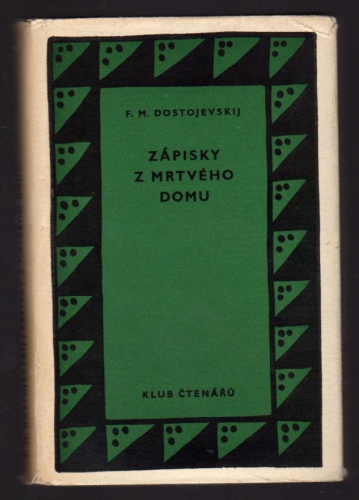 F. M. DOSTOJEVSKIJ
ZÁPISKY
Z MRTVÉHO
DOMU
KLUB ČTENÁŘŮ